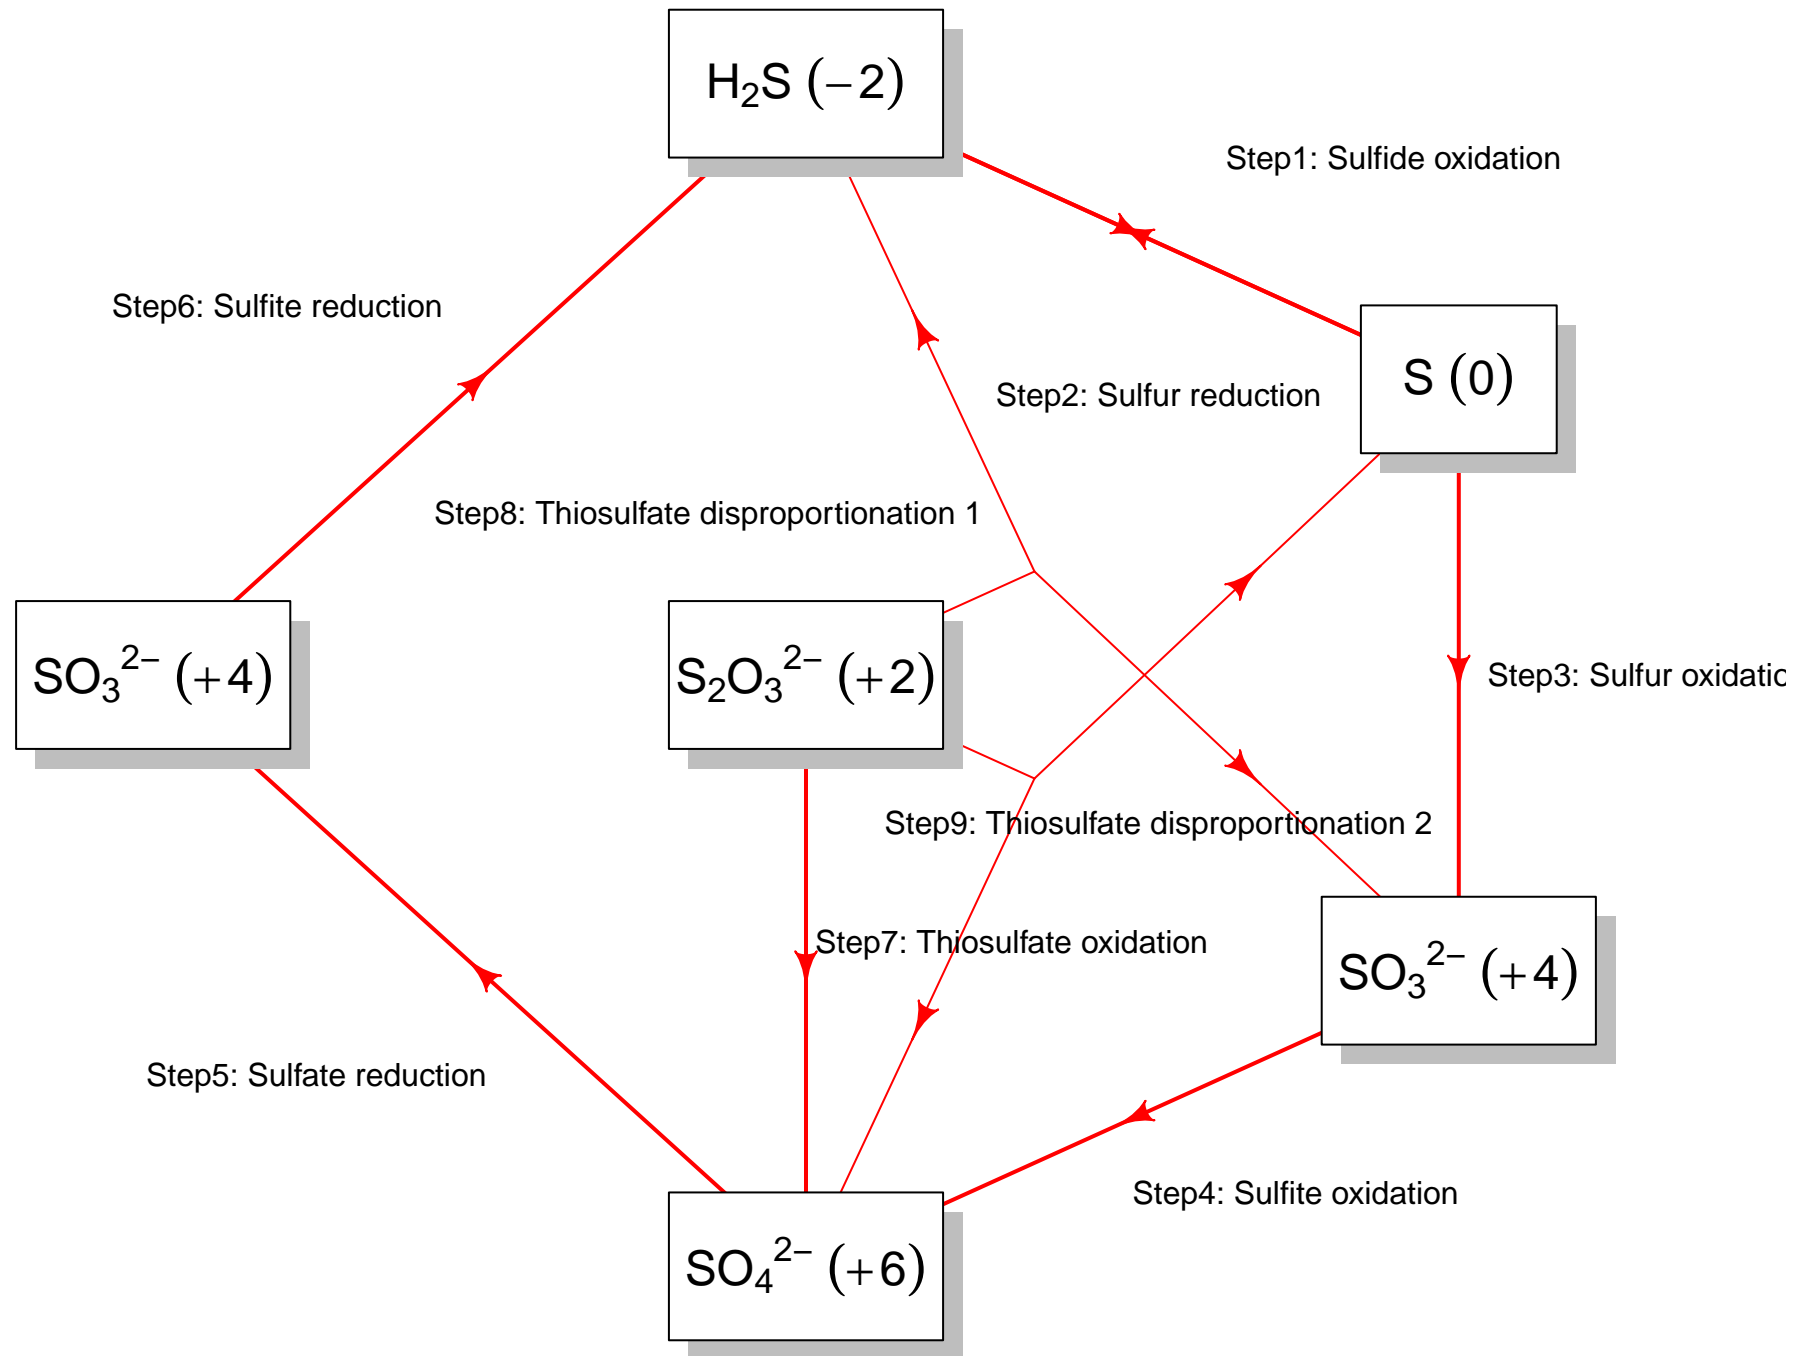 H₂S (−2)
Step1: Sulfide oxidation
Step6: Sulfite reduction
S (0)
Step2: Sulfur reduction
Step8: Thiosulfate disproportionation 1
SO₃²⁻ (+4)
S₂O₃²⁻ (+2)
Step3: Sulfur oxidatio
Step9: Thiosulfate disproportionation 2
Step7: Thiosulfate oxidation
SO₃²⁻ (+4)
Step5: Sulfate reduction
Step4: Sulfite oxidation
SO₄²⁻ (+6)